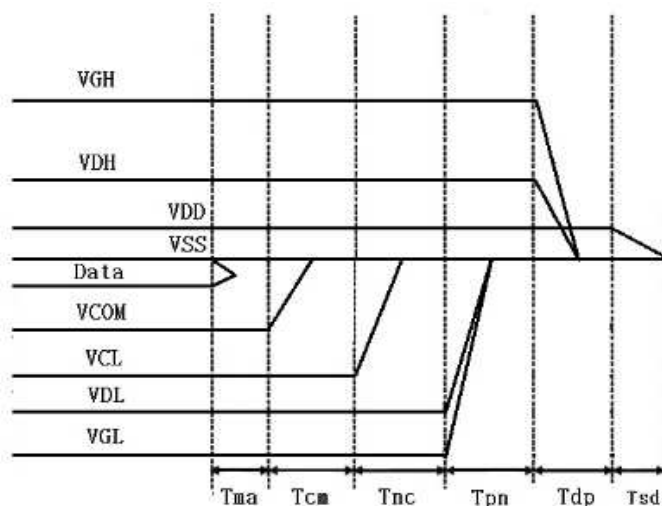 VGH
VDH
VDD
VSS
Data
VCOM
VCL
VDL
VGL
Tma Tcm Tnc Tpn Tdp Tsd